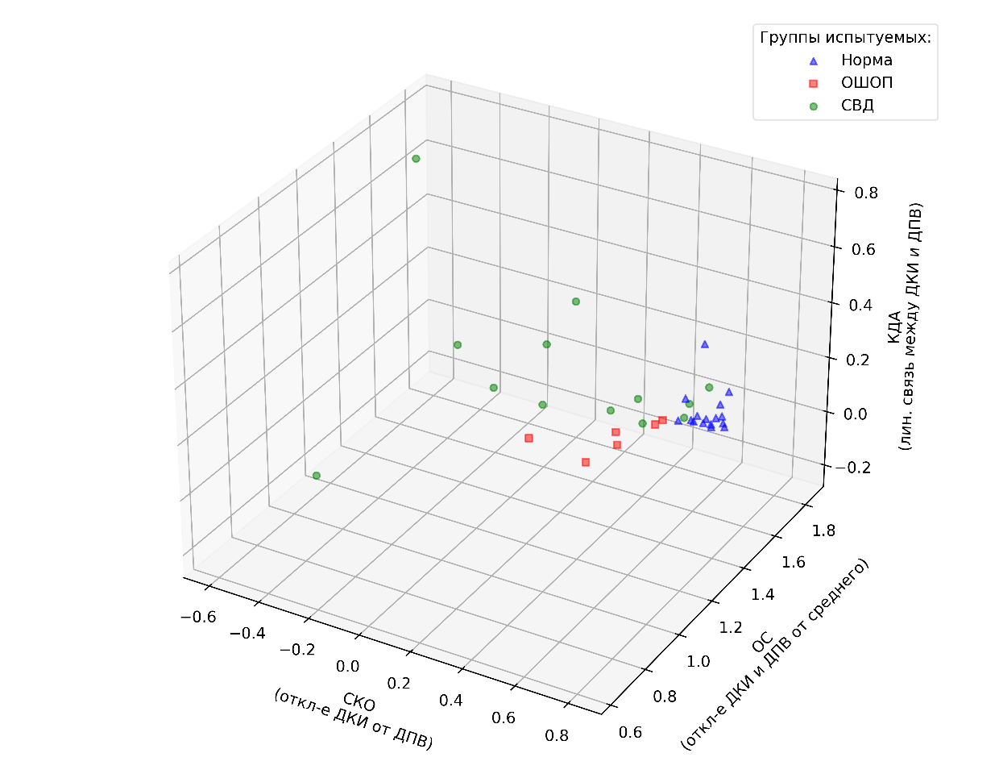 Группы испытуемых:
Норма
ОШОП
СВД
0.8
0.6
0.4
0.2
0.0
−0.2
КДА
(лин. связь между ДКИ и ДПВ)
1.8
1.6
1.4
1.2
1.0
0.8
0.6
ОС
(откл-е ДКИ и ДПВ от среднего)
−0.6
−0.4
−0.2
0.0
0.2
0.4
0.6
0.8
СКО
(откл-е ДКИ от ДПВ)